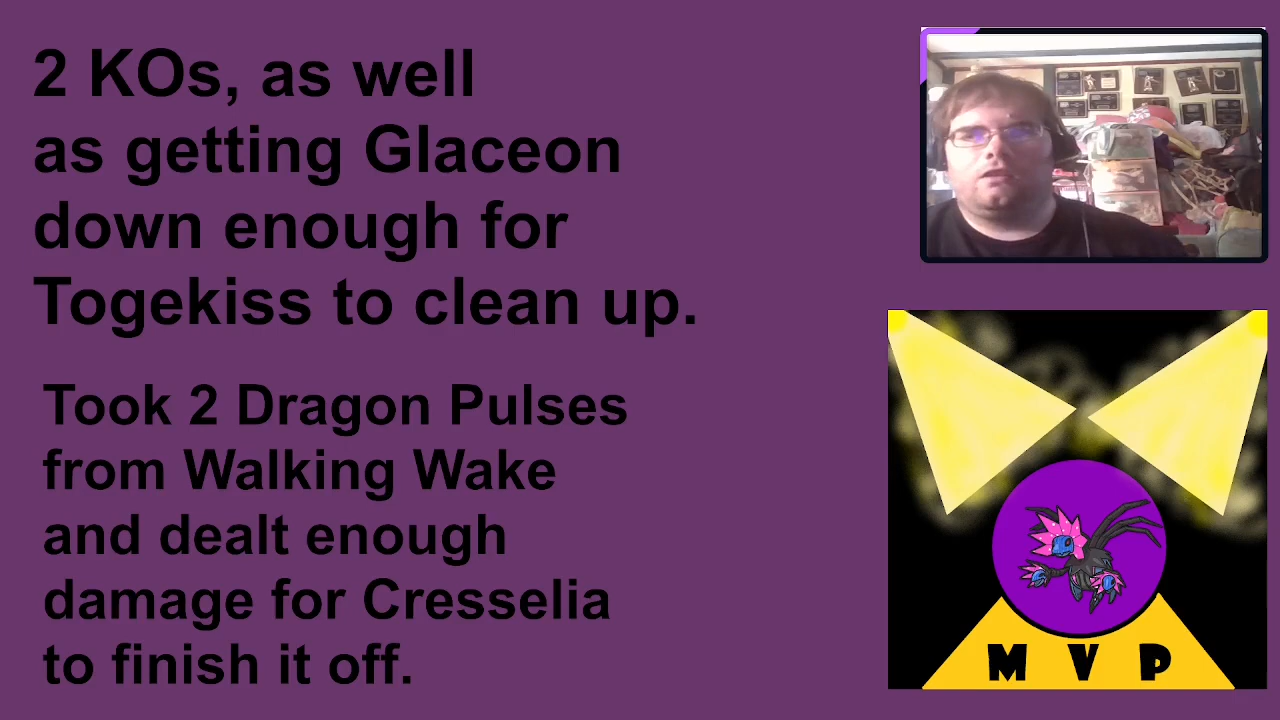 2 KOs, as well
as getting Glaceon
down enough for
Togekiss to clean up.
Took 2 Dragon Pulses
from Walking Wake
and dealt enough
damage for Cresselia
to finish it off.
M V P